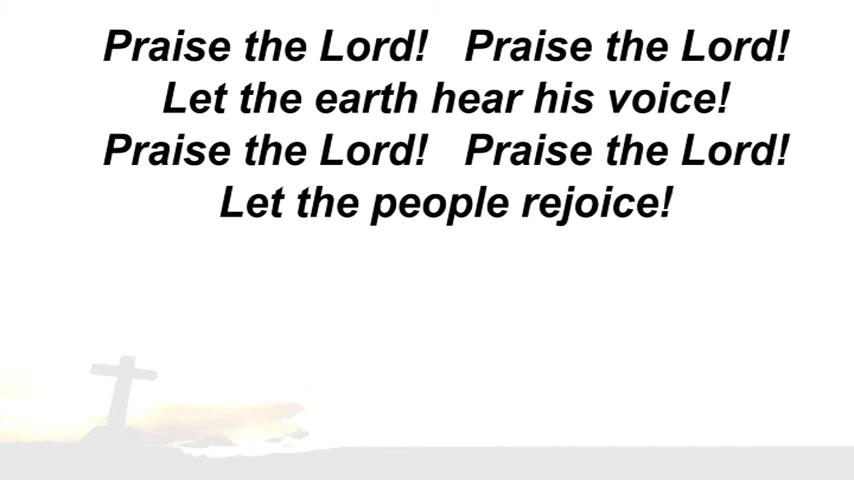 Praise the Lord!   Praise the Lord!
Let the earth hear his voice!
Praise the Lord!   Praise the Lord!
Let the people rejoice!